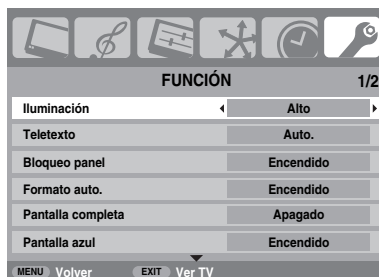 FUNCIÓN 1/2
Iluminación Alto
Teletexto Auto.
Bloqueo panel Encendido
Formato auto. Encendido
Pantalla completa Apagado
Pantalla azul Encendido
MENU Volver EXIT Ver TV